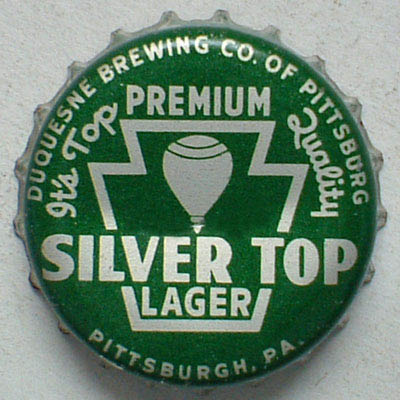 DUQUESNE BREWING CO. OF PITTSBURG
It's Top Quality
PREMIUM
SILVER TOP
LAGER
PITTSBURGH, PA.